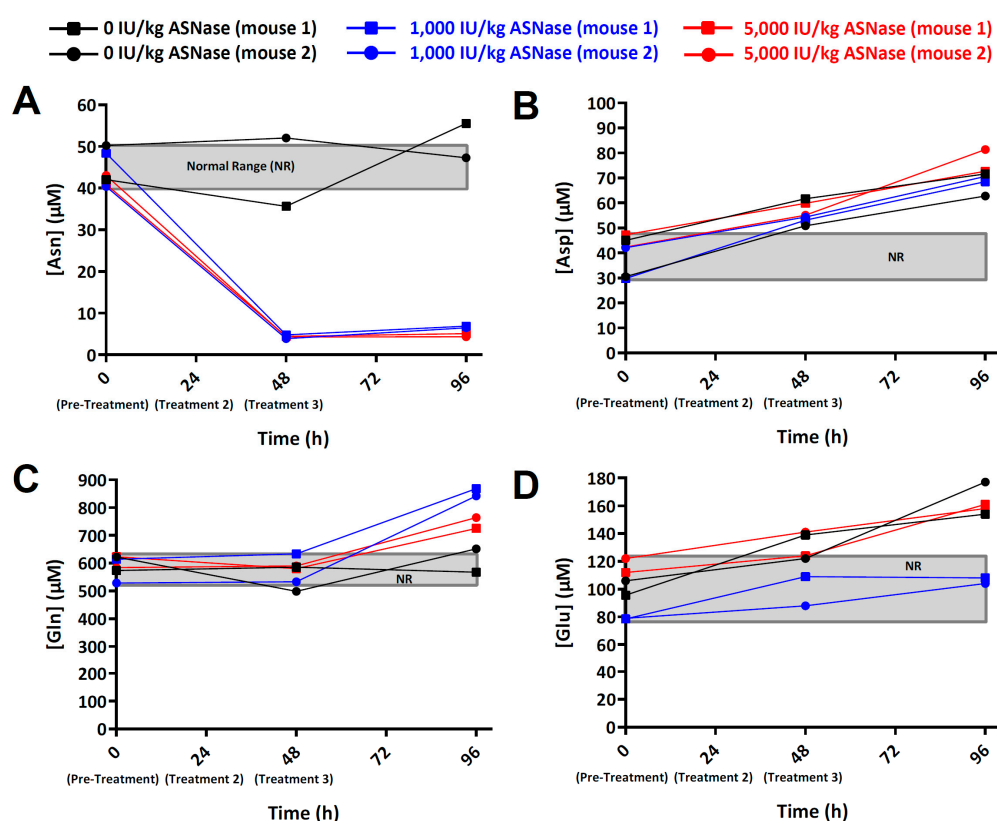 0 IU/kg ASNase (mouse 1)
1,000 IU/kg ASNase (mouse 1)
5,000 IU/kg ASNase (mouse 1)
0 IU/kg ASNase (mouse 2)
1,000 IU/kg ASNase (mouse 2)
5,000 IU/kg ASNase (mouse 2)
A
[Asn] (μM)
60
50
40
30
20
10
0
Normal Range (NR)
0
24
48
72
96
(Pre-Treatment) (Treatment 2) (Treatment 3)
Time (h)
B
[Asp] (μM)
100
90
80
70
60
50
40
30
20
10
0
NR
0
24
48
72
96
(Pre-Treatment) (Treatment 2) (Treatment 3)
Time (h)
C
[Gln] (μM)
900
800
700
600
500
400
300
200
100
0
NR
0
24
48
72
96
(Pre-Treatment) (Treatment 2) (Treatment 3)
Time (h)
D
[Glu] (μM)
180
160
140
120
100
80
60
40
20
0
NR
0
24
48
72
96
(Pre-Treatment) (Treatment 2) (Treatment 3)
Time (h)